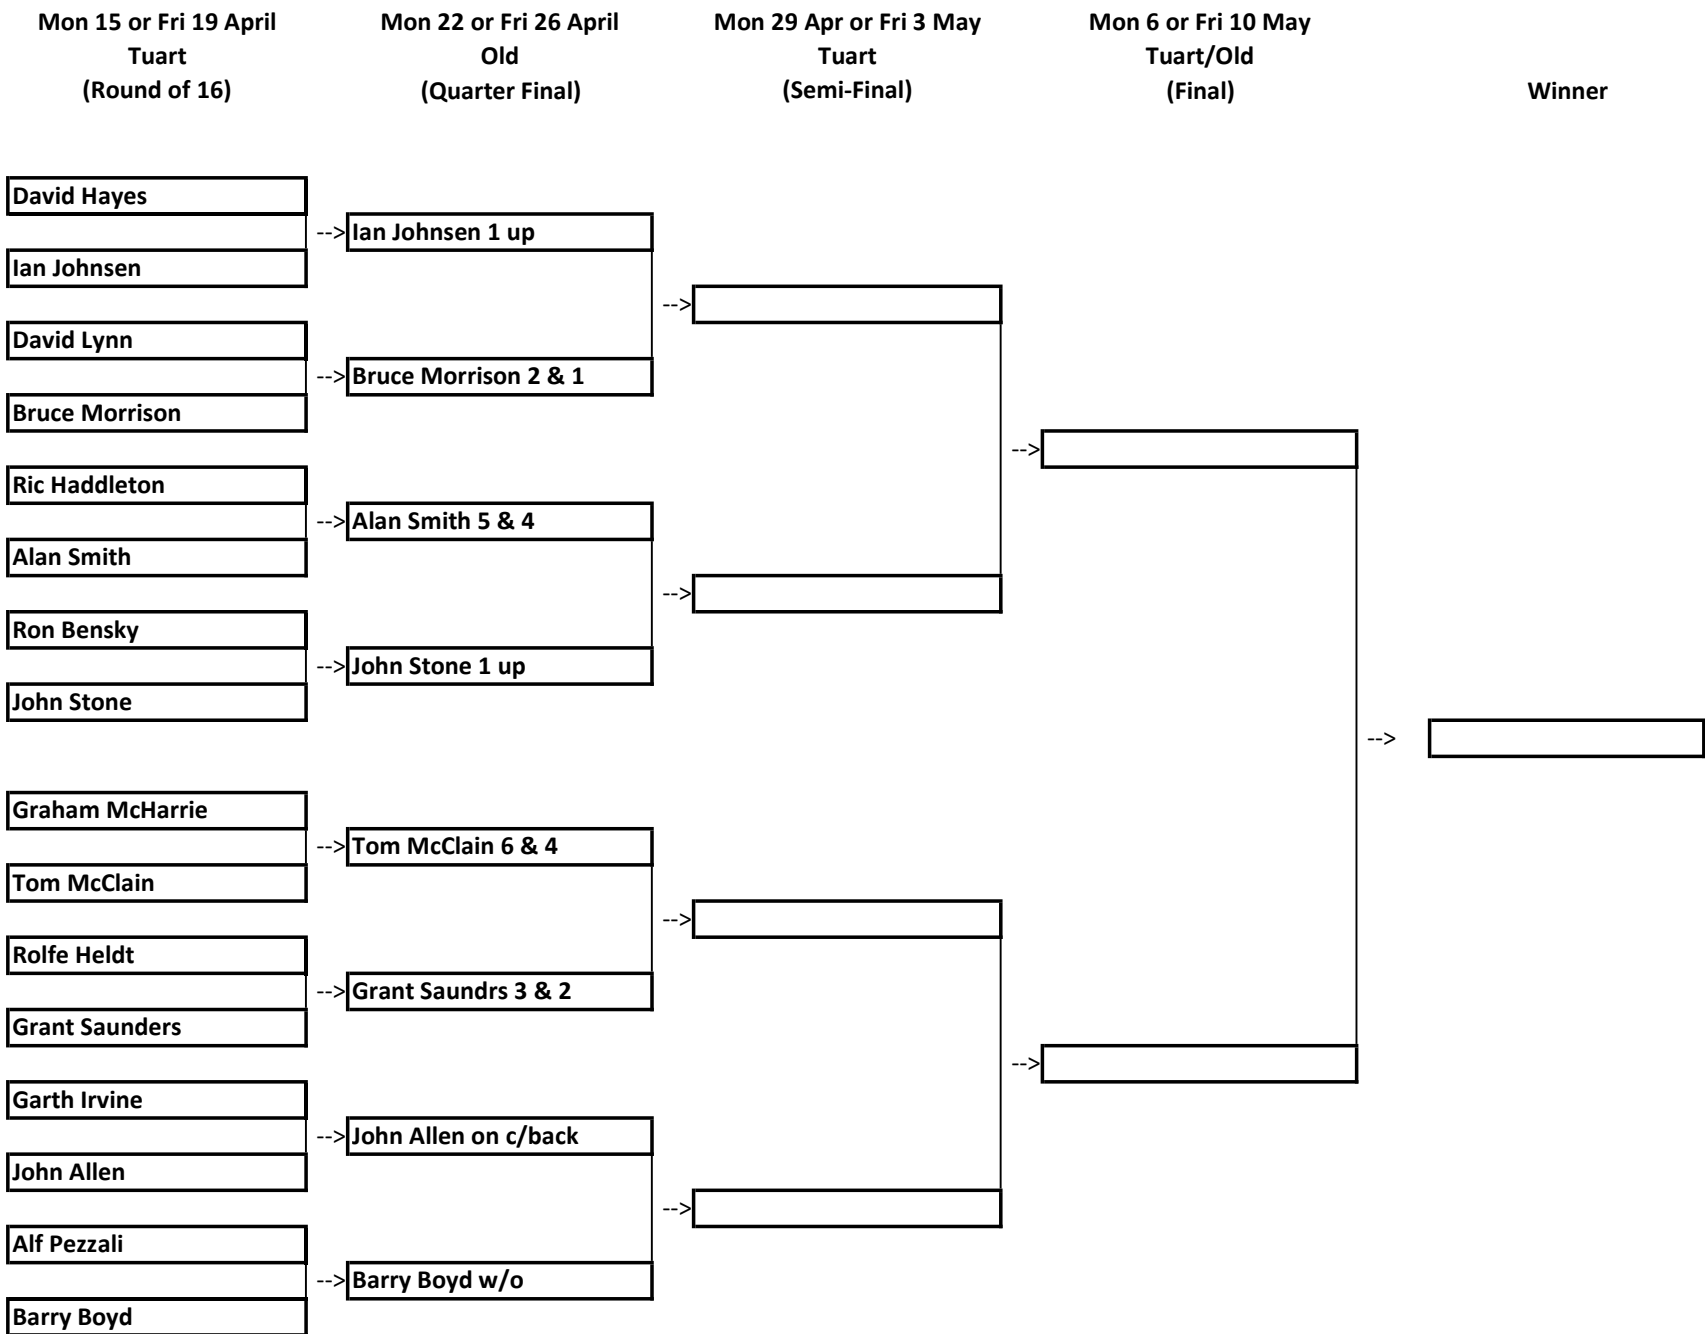 Mon 15 or Fri 19 April
Tuart
(Round of 16)
Mon 22 or Fri 26 April
Old
(Quarter Final)
Mon 29 Apr or Fri 3 May
Tuart
(Semi-Final)
Mon 6 or Fri 10 May
Tuart/Old
(Final)
Winner
David Hayes
--> Ian Johnsen 1 up
Ian Johnsen
-->
David Lynn
--> Bruce Morrison 2 & 1
Bruce Morrison
-->
Ric Haddleton
--> Alan Smith 5 & 4
Alan Smith
-->
Ron Bensky
--> John Stone 1 up
John Stone
-->
Graham McHarrie
--> Tom McClain 6 & 4
Tom McClain
-->
Rolfe Heldt
--> Grant Saundrs 3 & 2
Grant Saunders
-->
Garth Irvine
--> John Allen on c/back
John Allen
-->
Alf Pezzali
--> Barry Boyd w/o
Barry Boyd